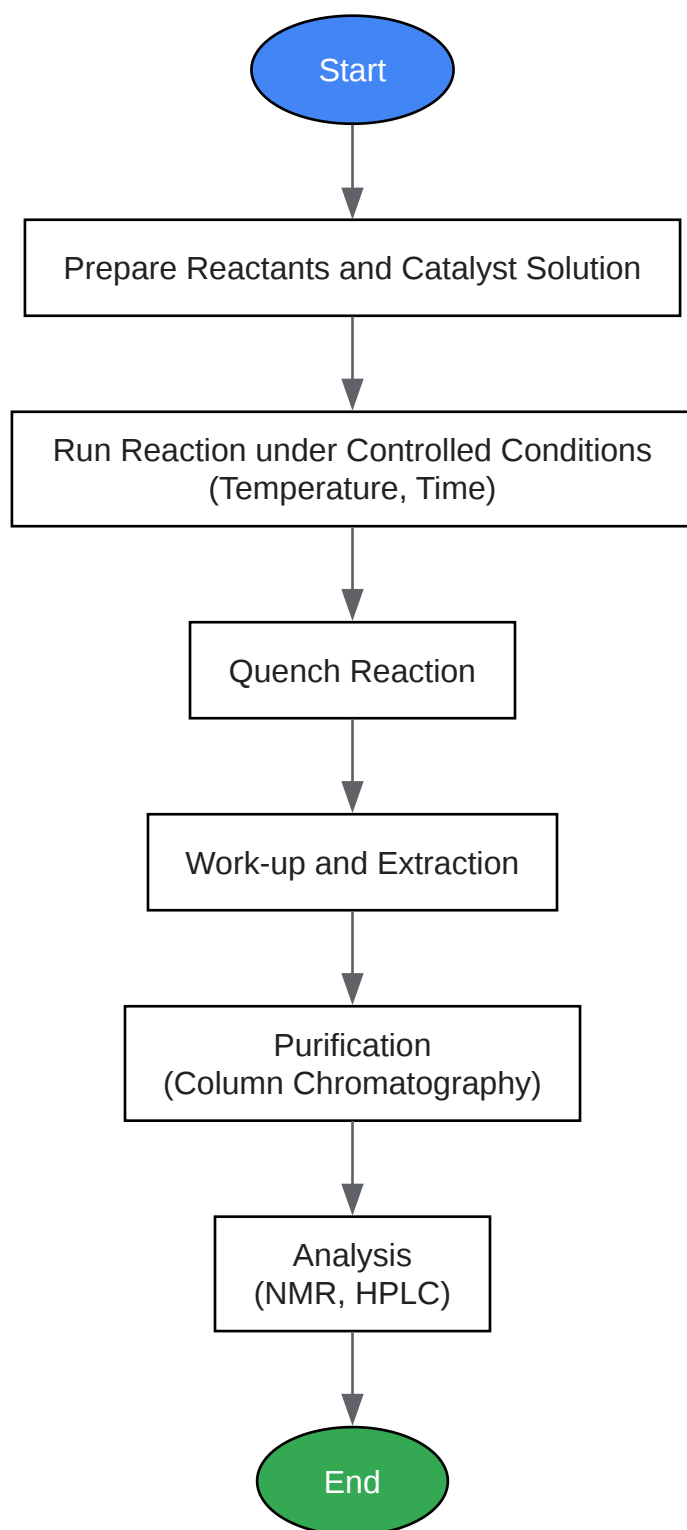 Start
Prepare Reactants and Catalyst Solution
Run Reaction under Controlled Conditions
(Temperature, Time)
Quench Reaction
Work-up and Extraction
Purification
(Column Chromatography)
Analysis
(NMR, HPLC)
End